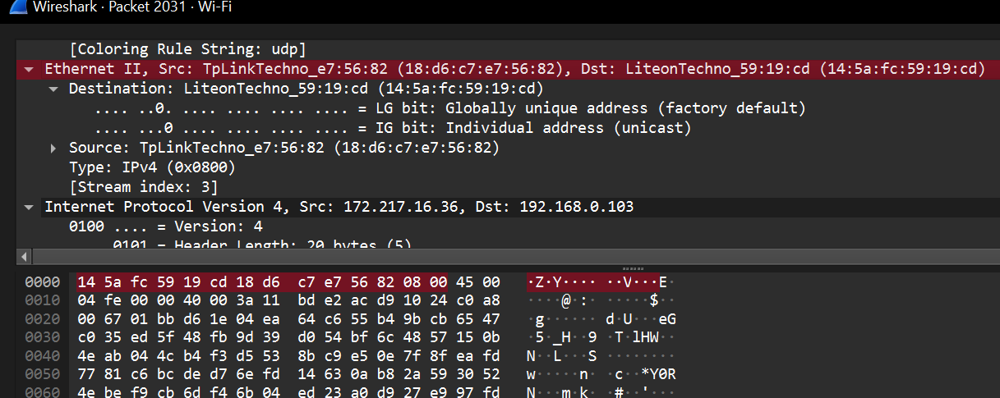 Wireshark · Packet 2031 · Wi-Fi
[Coloring Rule String: udp]
Ethernet II, Src: TpLinkTechno_e7:56:82 (18:d6:c7:e7:56:82), Dst: LiteonTechno_59:19:cd (14:5a:fc:59:19:cd)
Destination: LiteonTechno_59:19:cd (14:5a:fc:59:19:cd)
.... ..0. .... .... .... .... = LG bit: Globally unique address (factory default)
.... ...0 .... .... .... .... = IG bit: Individual address (unicast)
Source: TpLinkTechno_e7:56:82 (18:d6:c7:e7:56:82)
Type: IPv4 (0x0800)
[Stream index: 3]
Internet Protocol Version 4, Src: 172.217.16.36, Dst: 192.168.0.103
0100 .... = Version: 4
.... 0101 = Header Length: 20 bytes (5)
0000 14 5a fc 59 19 cd 18 d6 c7 e7 56 82 08 00 45 00 ·Z·Y···· ··V···E·
0010 04 fe 00 00 40 00 3a 11 bd e2 ac d9 10 24 c0 a8 ····@·:· ·····$··
0020 00 67 01 bb d6 1e 04 ea 64 c6 55 b4 9b cb 65 47 ·g······ d·U···eG
0030 c0 35 ed 5f 48 fb 9d 39 d0 54 bf 6c 48 57 15 0b ·5·_H··9 ·T·lHW··
0040 4e ab 04 4c b4 f3 d5 53 8b c9 e5 0e 7f 8f ea fd N··L···S ········
0050 77 81 c6 bc de d7 6e fd 14 63 0a b8 2a 59 30 52 w·····n· ·c··*Y0R
0060 4e be f9 cb 6d f4 6b 04 ed 23 a0 d9 27 e9 97 fd N···m·k· ·#··'···